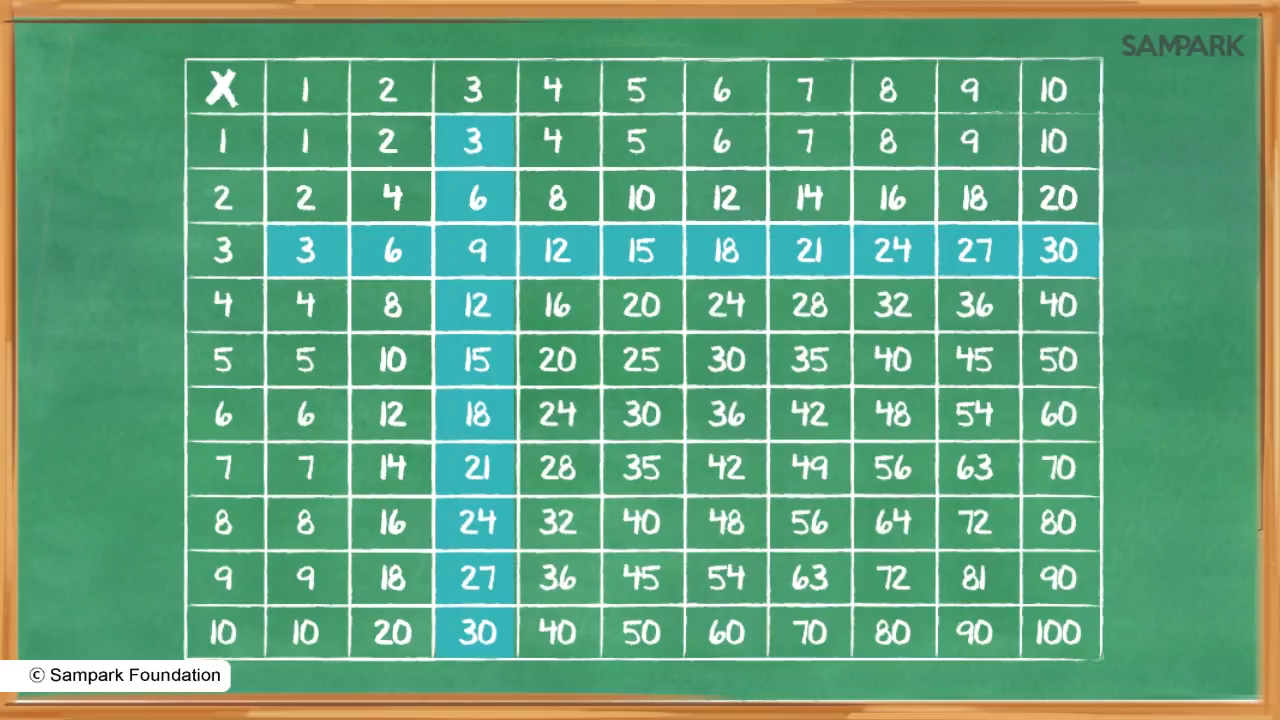 SAMPARK
X 1 2 3 4 5 6 7 8 9 10
1 1 2 3 4 5 6 7 8 9 10
2 2 4 6 8 10 12 14 16 18 20
3 3 6 9 12 15 18 21 24 27 30
4 4 8 12 16 20 24 28 32 36 40
5 5 10 15 20 25 30 35 40 45 50
6 6 12 18 24 30 36 42 48 54 60
7 7 14 21 28 35 42 49 56 63 70
8 8 16 24 32 40 48 56 64 72 80
9 9 18 27 36 45 54 63 72 81 90
10 10 20 30 40 50 60 70 80 90 100
© Sampark Foundation